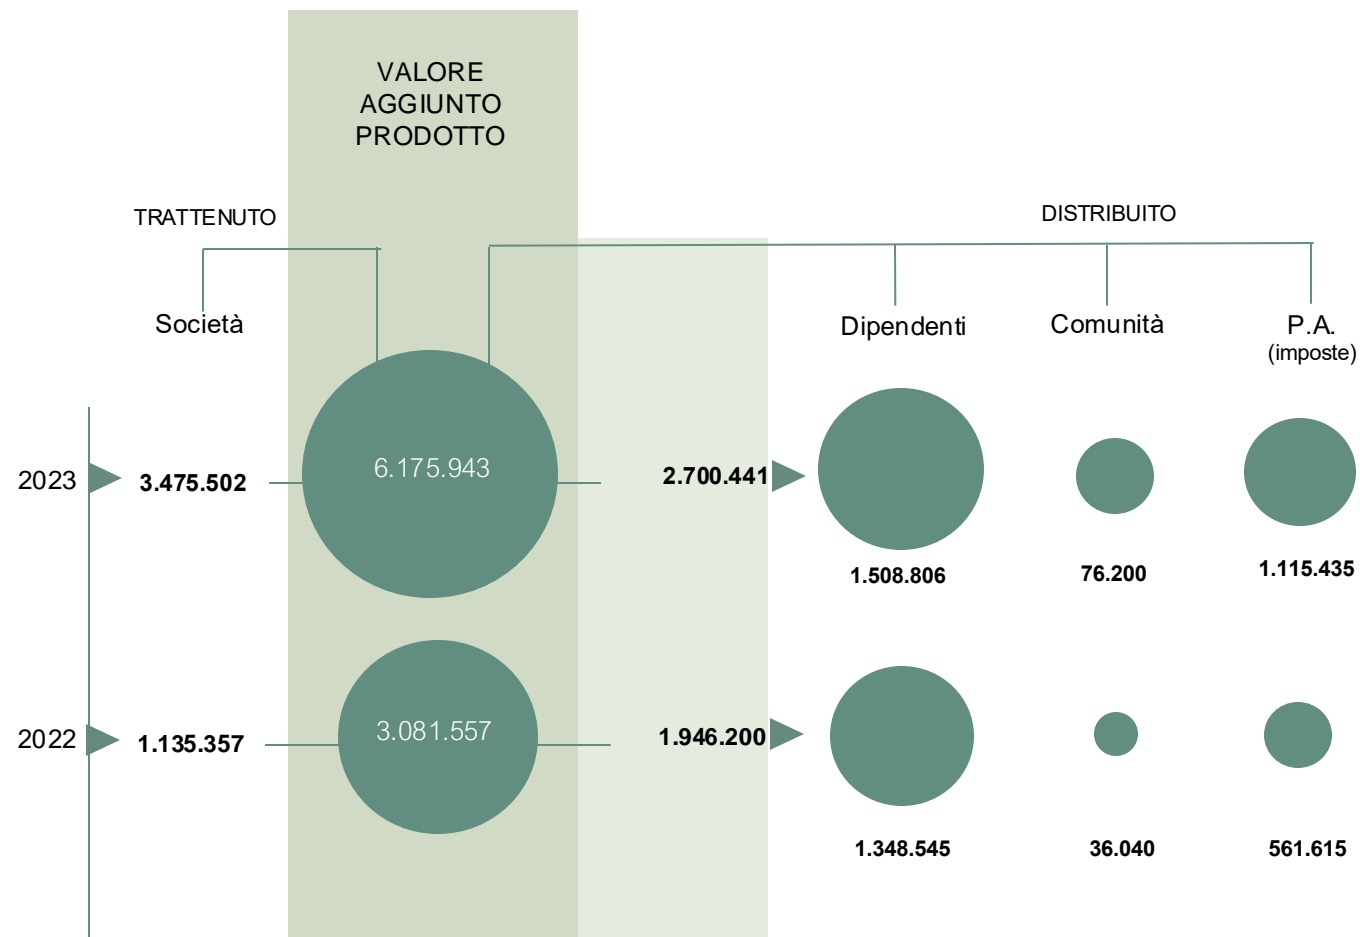 VALORE
AGGIUNTO
PRODOTTO
TRATTENUTO
DISTRIBUITO
Società
Dipendenti
Comunità
P.A.
(imposte)
2023
3.475.502
6.175.943
2.700.441
1.508.806
76.200
1.115.435
2022
1.135.357
3.081.557
1.946.200
1.348.545
36.040
561.615